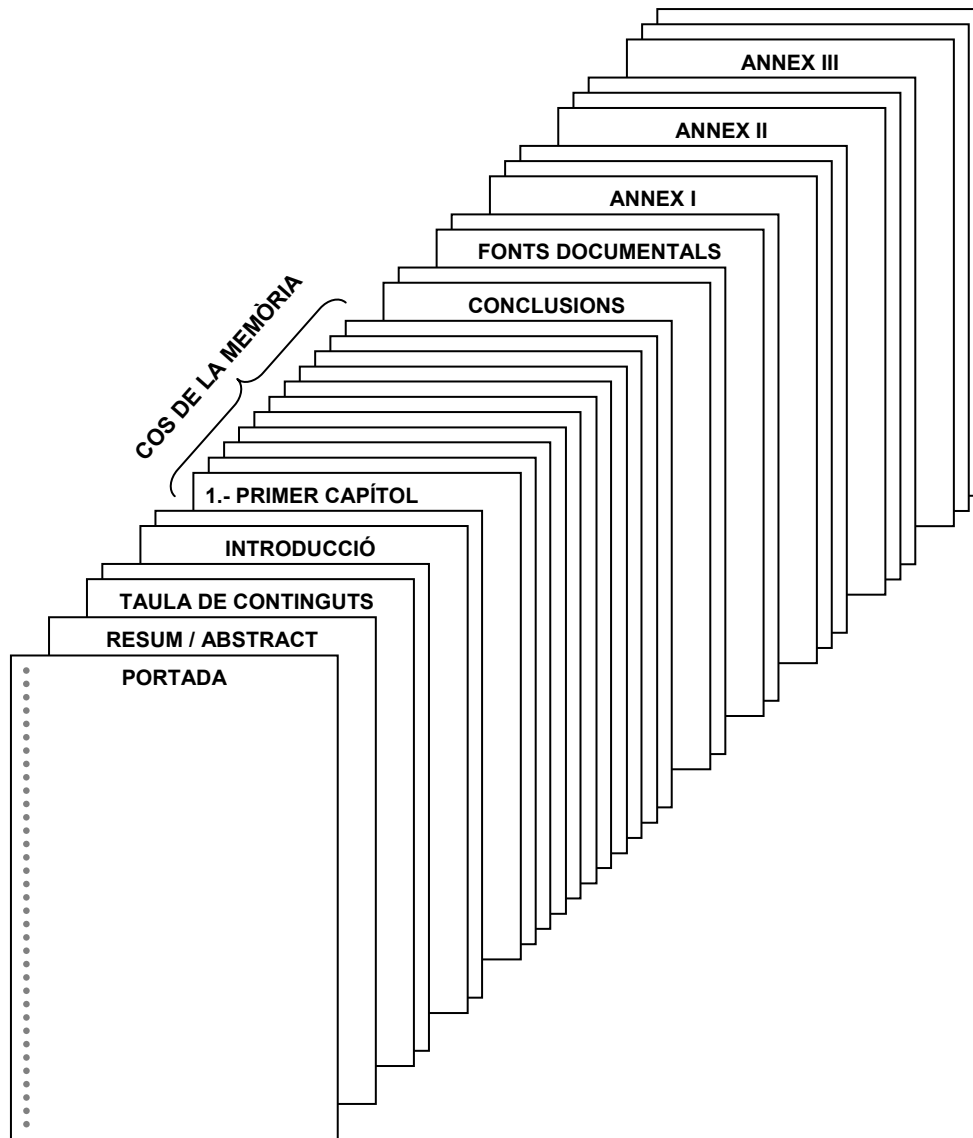 ANNEX III
ANNEX II
ANNEX I
FONTS DOCUMENTALS
CONCLUSIONS
COS DE LA MEMÒRIA
1.- PRIMER CAPÍTOL
INTRODUCCIÓ
TAULA DE CONTINGUTS
RESUM / ABSTRACT
PORTADA